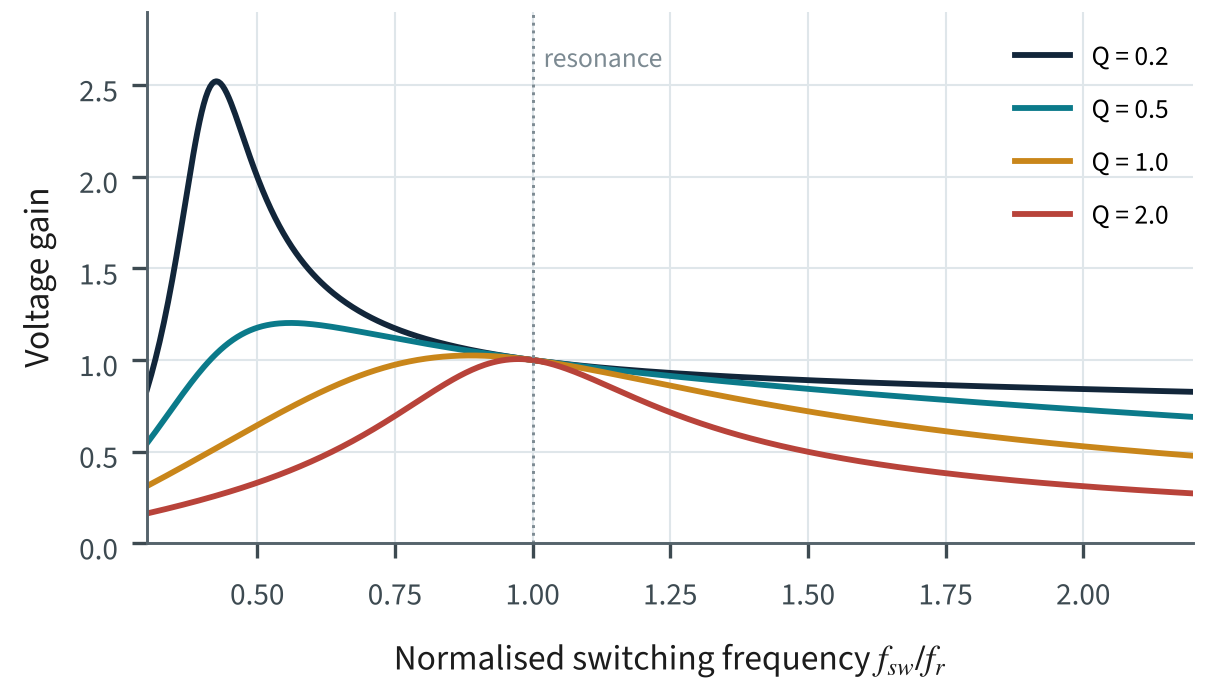 resonance
Q = 0.2
Q = 0.5
Q = 1.0
Q = 2.0
Voltage gain
2.5
2.0
1.5
1.0
0.5
0.0
0.50 0.75 1.00 1.25 1.50 1.75 2.00
Normalised switching frequency fsw/fr